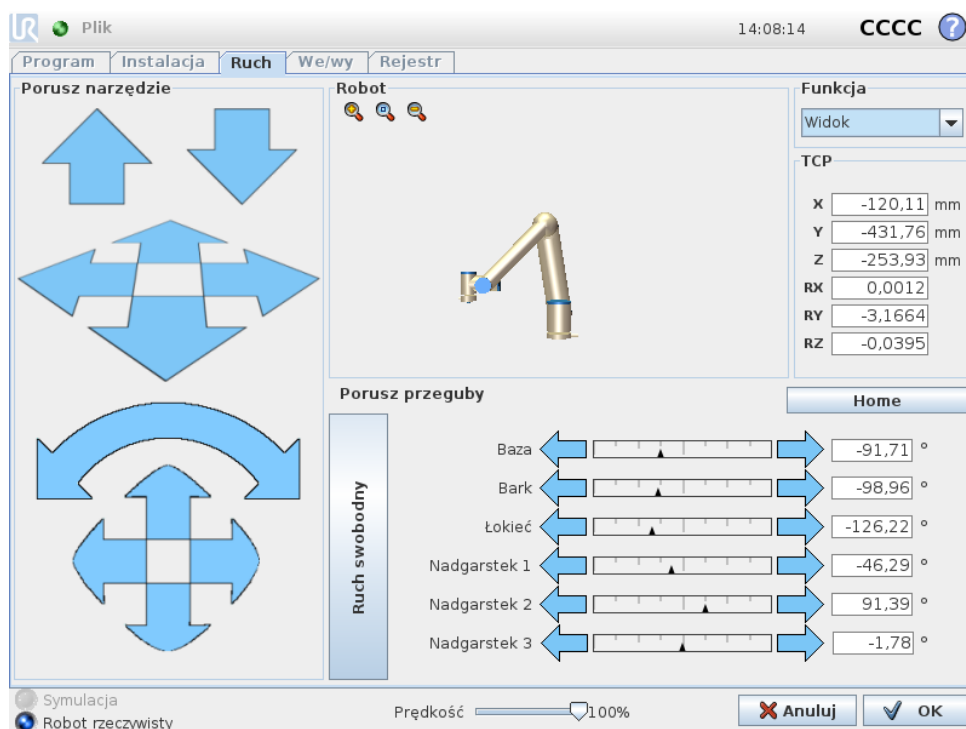 UR Plik 14:08:14 CCCC ?
Program Instalacja Ruch We/wy Rejestr
Porusz narzędzie
Robot
Funkcja
Widok
TCP
X -120,11 mm
Y -431,76 mm
Z -253,93 mm
RX 0,0012
RY -3,1664
RZ -0,0395
Porusz przeguby
Home
Ruch swobodny
Baza -91,71 °
Bark -98,96 °
Łokieć -126,22 °
Nadgarstek 1 -46,29 °
Nadgarstek 2 91,39 °
Nadgarstek 3 -1,78 °
Symulacja
Robot rzeczywisty
Prędkość 100%
Anuluj OK